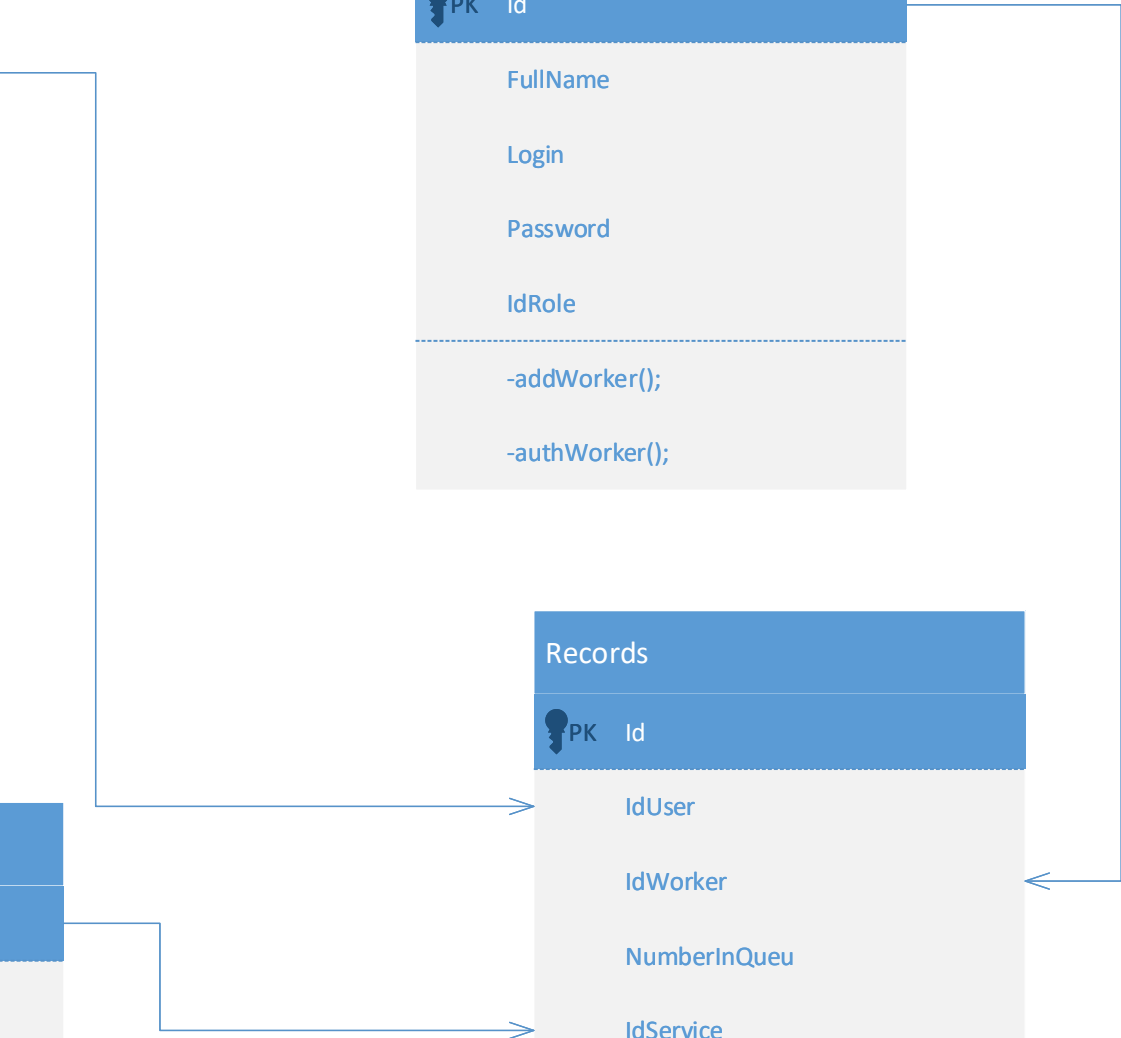 PK Id
FullName
Login
Password
IdRole
-addWorker();
-authWorker();
Records
PK Id
IdUser
IdWorker
NumberInQueu
IdService